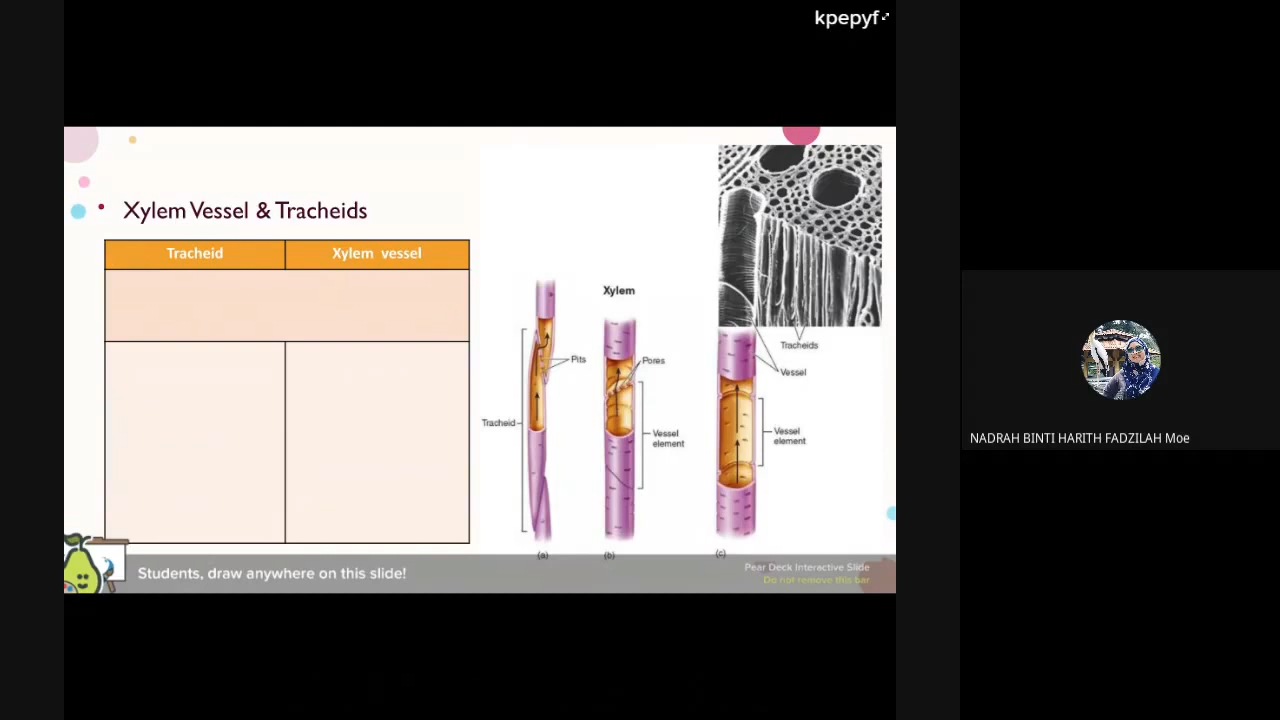 kpepyf
• Xylem Vessel & Tracheids
Tracheid
Xylem vessel
Xylem
Pits
Pores
Tracheids
Vessel
Tracheid
Vessel
element
Vessel
element
(a)
(b)
(c)
Students, draw anywhere on this slide!
Pear Deck Interactive Slide
Do not remove this bar
NADRAH BINTI HARITH FADZILAH Moe